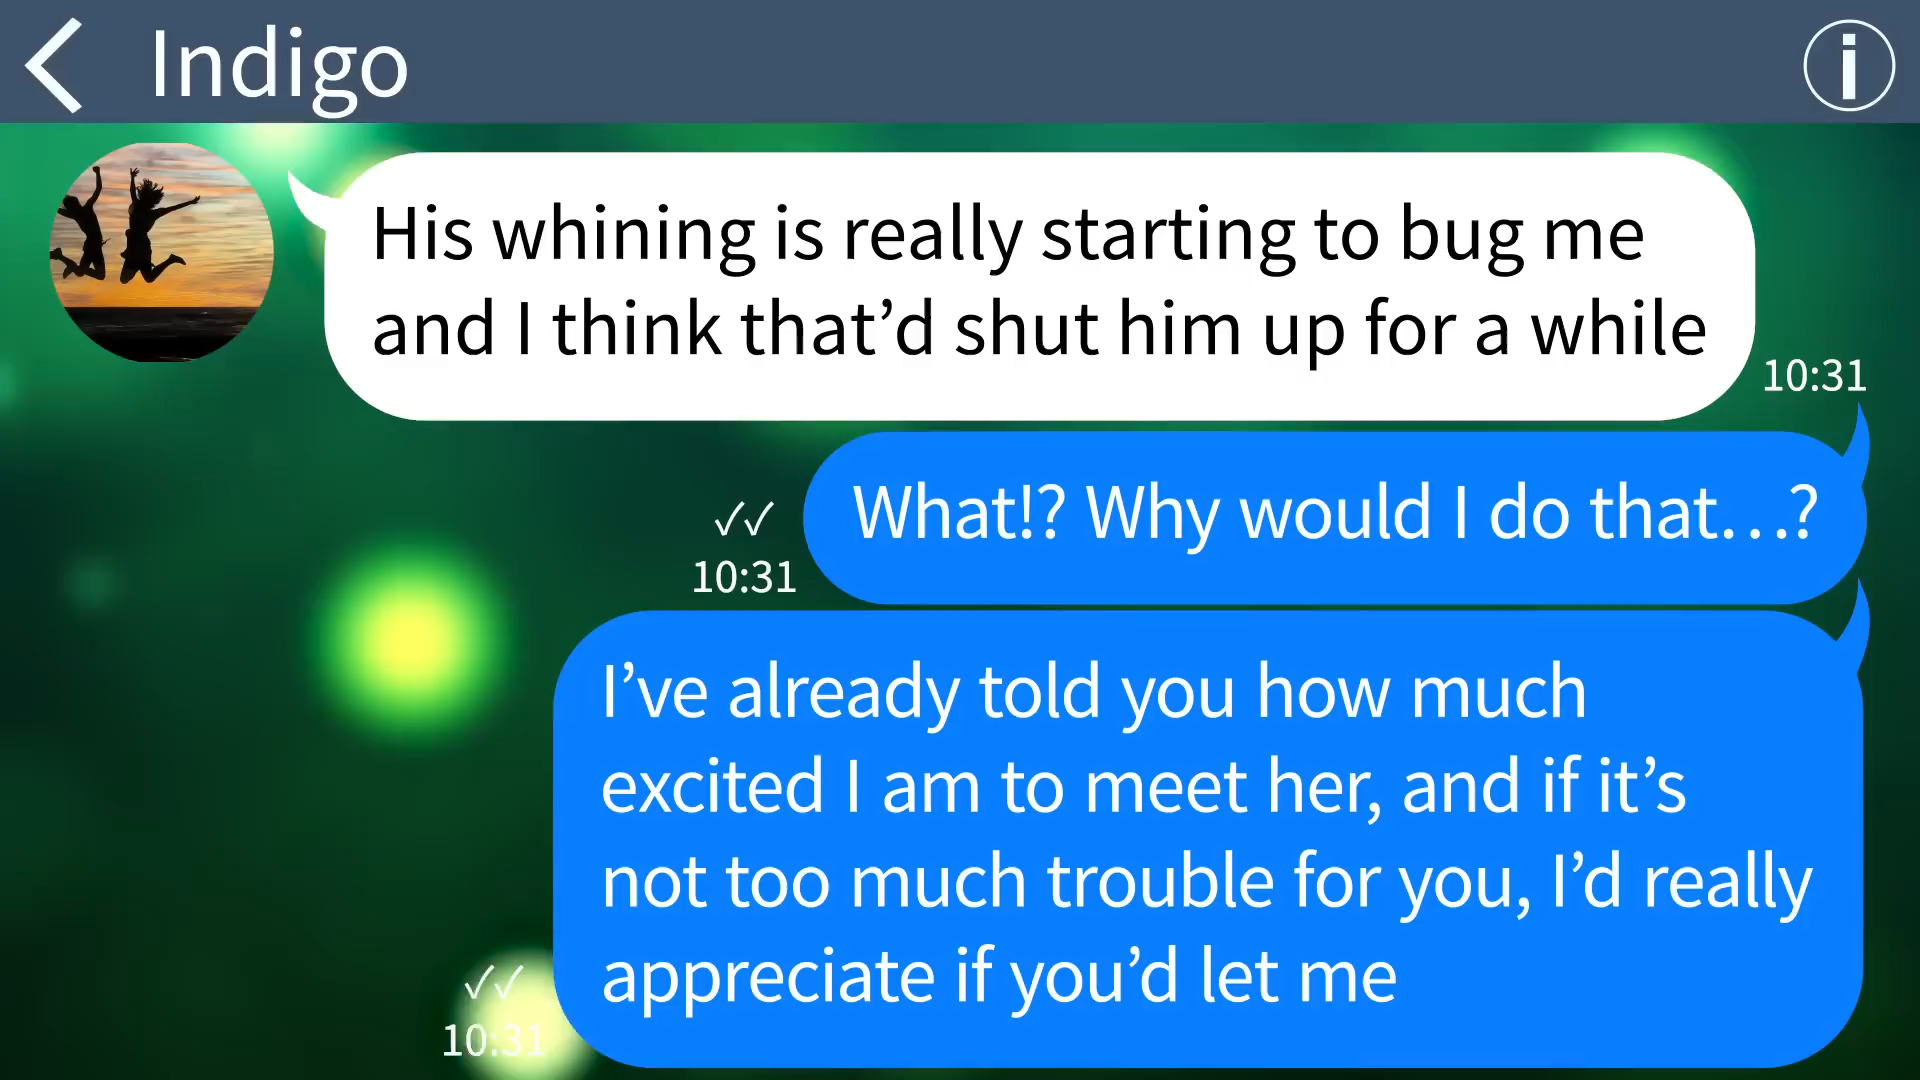 Indigo
His whining is really starting to bug me
and I think that’d shut him up for a while
10:31
What!? Why would I do that…?
10:31
I’ve already told you how much
excited I am to meet her, and if it’s
not too much trouble for you, I’d really
appreciate if you’d let me
10:31